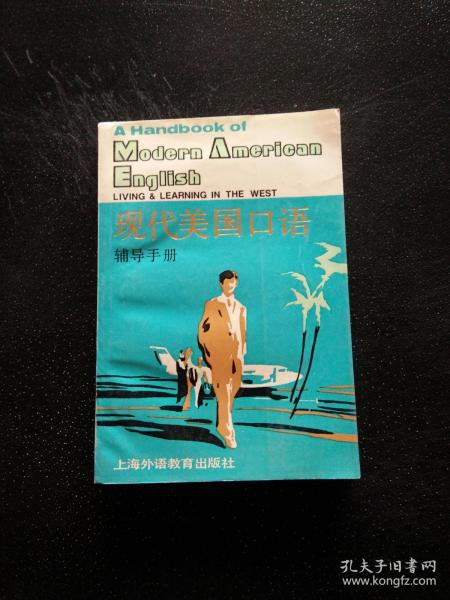 A Handbook of
Modern American
English
LIVING & LEARNING IN THE WEST
现代美国口语
辅导手册
上海外语教育出版社
孔夫子旧书网
www.kongfz.com